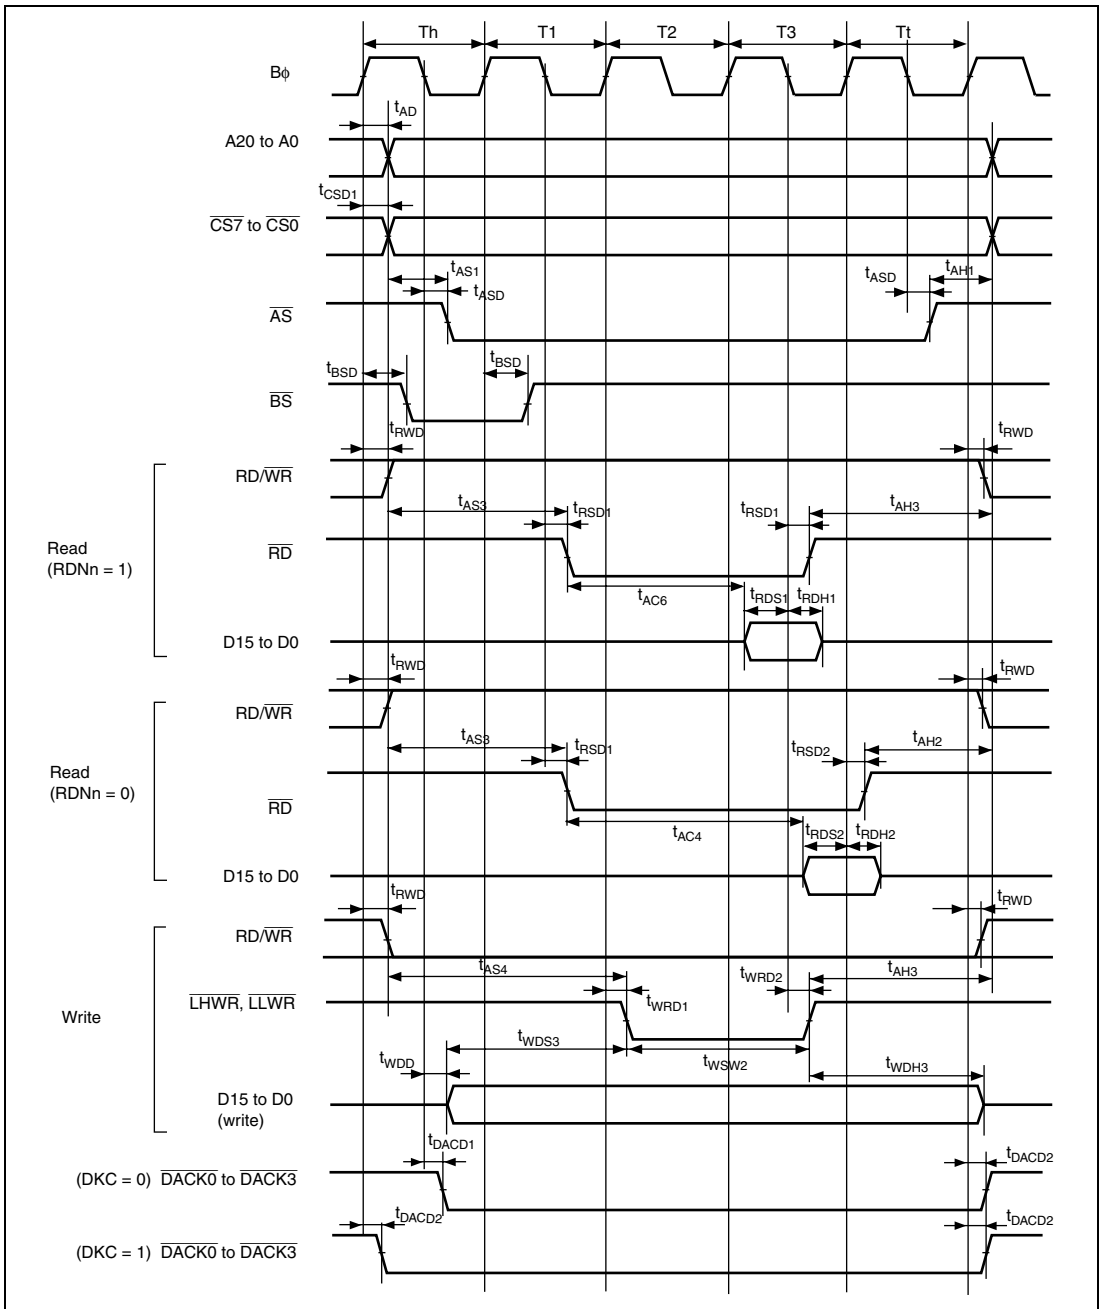 Th T1 T2 T3 Tt
Bϕ
tAD
A20 to A0
tCSD1
CS7 to CS0
tAS1 tASD tAH1
tASD
AS
tBSD tBSD
BS
tRWD tRWD
RD/WR
tAS3 tRSD1 tRSD1 tAH3
Read
(RDNn = 1)
RD
tAC6 tRDS1 tRDH1
D15 to D0
tRWD tRWD
RD/WR
tAS3 tRSD1 tRSD2 tAH2
Read
(RDNn = 0)
RD
tAC4 tRDS2 tRDH2
D15 to D0
tRWD tRWD
RD/WR
tAS4 tWRD2 tAH3
LHWR, LLWR tWRD1
Write
tWDS3 tWSW2
tWDD tWDH3
D15 to D0
(write)
tDACD1 tDACD2
(DKC = 0) DACK0 to DACK3
tDACD2 tDACD2
(DKC = 1) DACK0 to DACK3